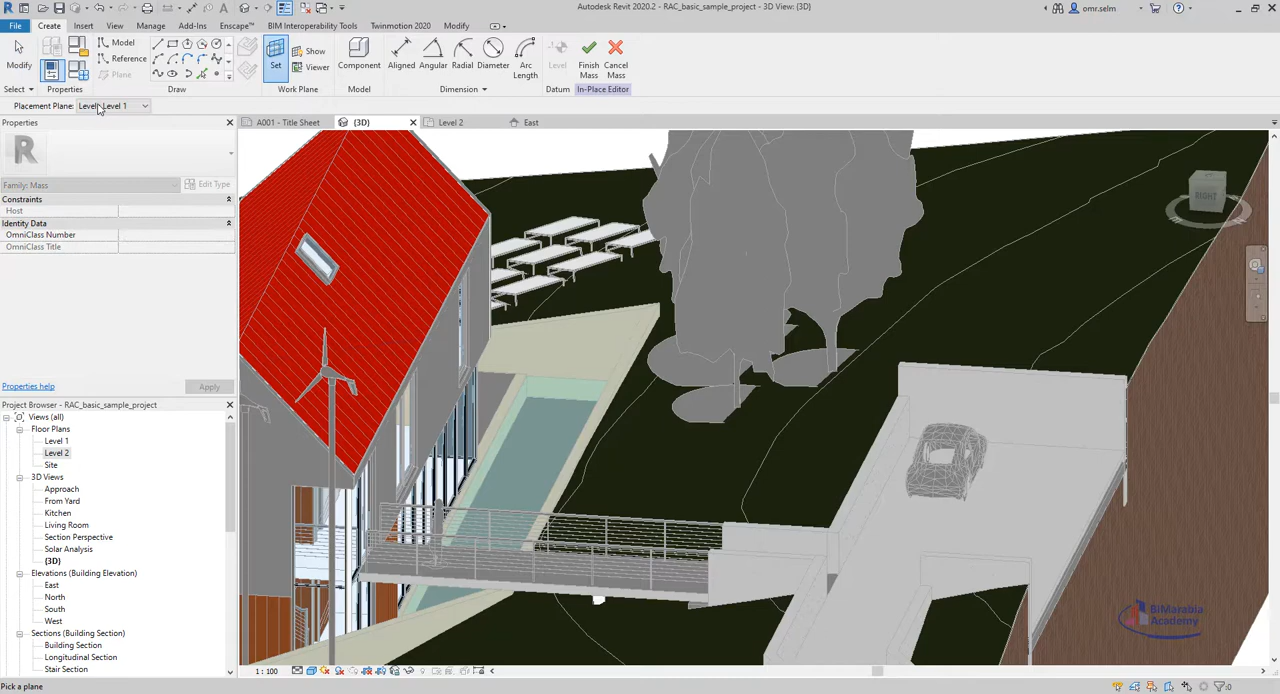 Autodesk Revit 2020.2 - RAC_basic_sample_project - 3D View: {3D}
omr.selm
File Create Insert View Manage Add-Ins Enscape™ BIM Interoperability Tools Twinmotion 2020 Modify
Modify
Model
Reference
Plane
Set
Show
Viewer
Component
Aligned Angular Radial Diameter Arc Length
Level
Finish Mass
Cancel Mass
Select Properties Draw Work Plane Model Dimension Datum In-Place Editor
Placement Plane: Level : Level 1
Properties
A001 - Title Sheet
{3D}
Level 2
East
Family: Mass
Edit Type
Constraints
Host
Identity Data
OmniClass Number
OmniClass Title
RIGHT
Properties help
Apply
Project Browser - RAC_basic_sample_project
Views (all)
Floor Plans
Level 1
Level 2
Site
3D Views
Approach
From Yard
Kitchen
Living Room
Section Perspective
Solar Analysis
{3D}
Elevations (Building Elevation)
East
North
South
West
Sections (Building Section)
Building Section
Longitudinal Section
Stair Section
BIMarabia
Academy
1 : 100
Pick a plane
:0